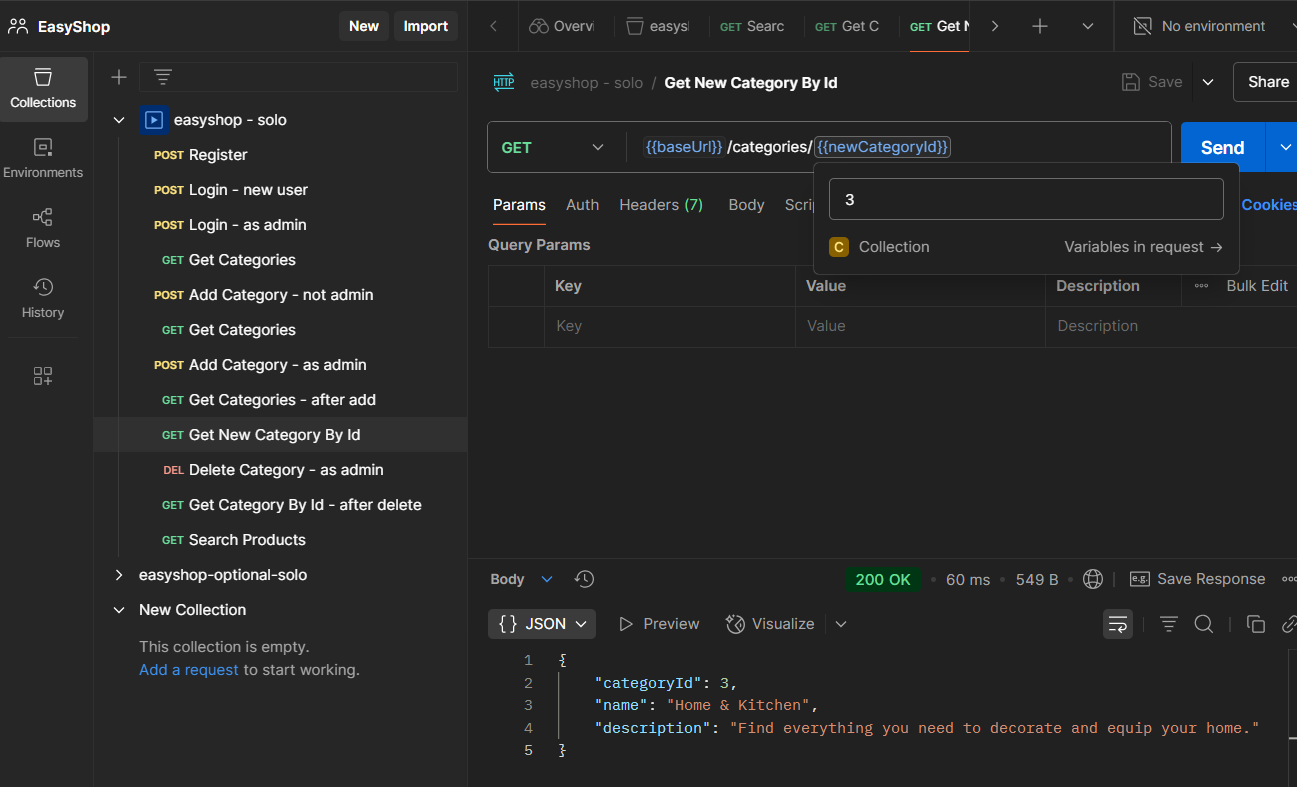 EasyShop
New
Import
Overvi
easys
GET Searc
GET Get C
GET Get N
No environment
Collections
Environments
Flows
History
easyshop - solo
POST Register
POST Login - new user
POST Login - as admin
GET Get Categories
POST Add Category - not admin
GET Get Categories
POST Add Category - as admin
GET Get Categories - after add
GET Get New Category By Id
DEL Delete Category - as admin
GET Get Category By Id - after delete
GET Search Products
easyshop-optional-solo
New Collection
This collection is empty.
Add a request to start working.
HTTP easyshop - solo / Get New Category By Id
Save
Share
GET
{{baseUrl}} /categories/ {{newCategoryId}}
Send
Params Auth Headers (7) Body Scri
Cookies
3
C Collection
Variables in request →
Query Params
Key Value Description Bulk Edit
Key Value Description
Body
200 OK • 60 ms • 549 B • e.g. Save Response
{} JSON Preview Visualize
1 {
2 "categoryId": 3,
3 "name": "Home & Kitchen",
4 "description": "Find everything you need to decorate and equip your home."
5 }